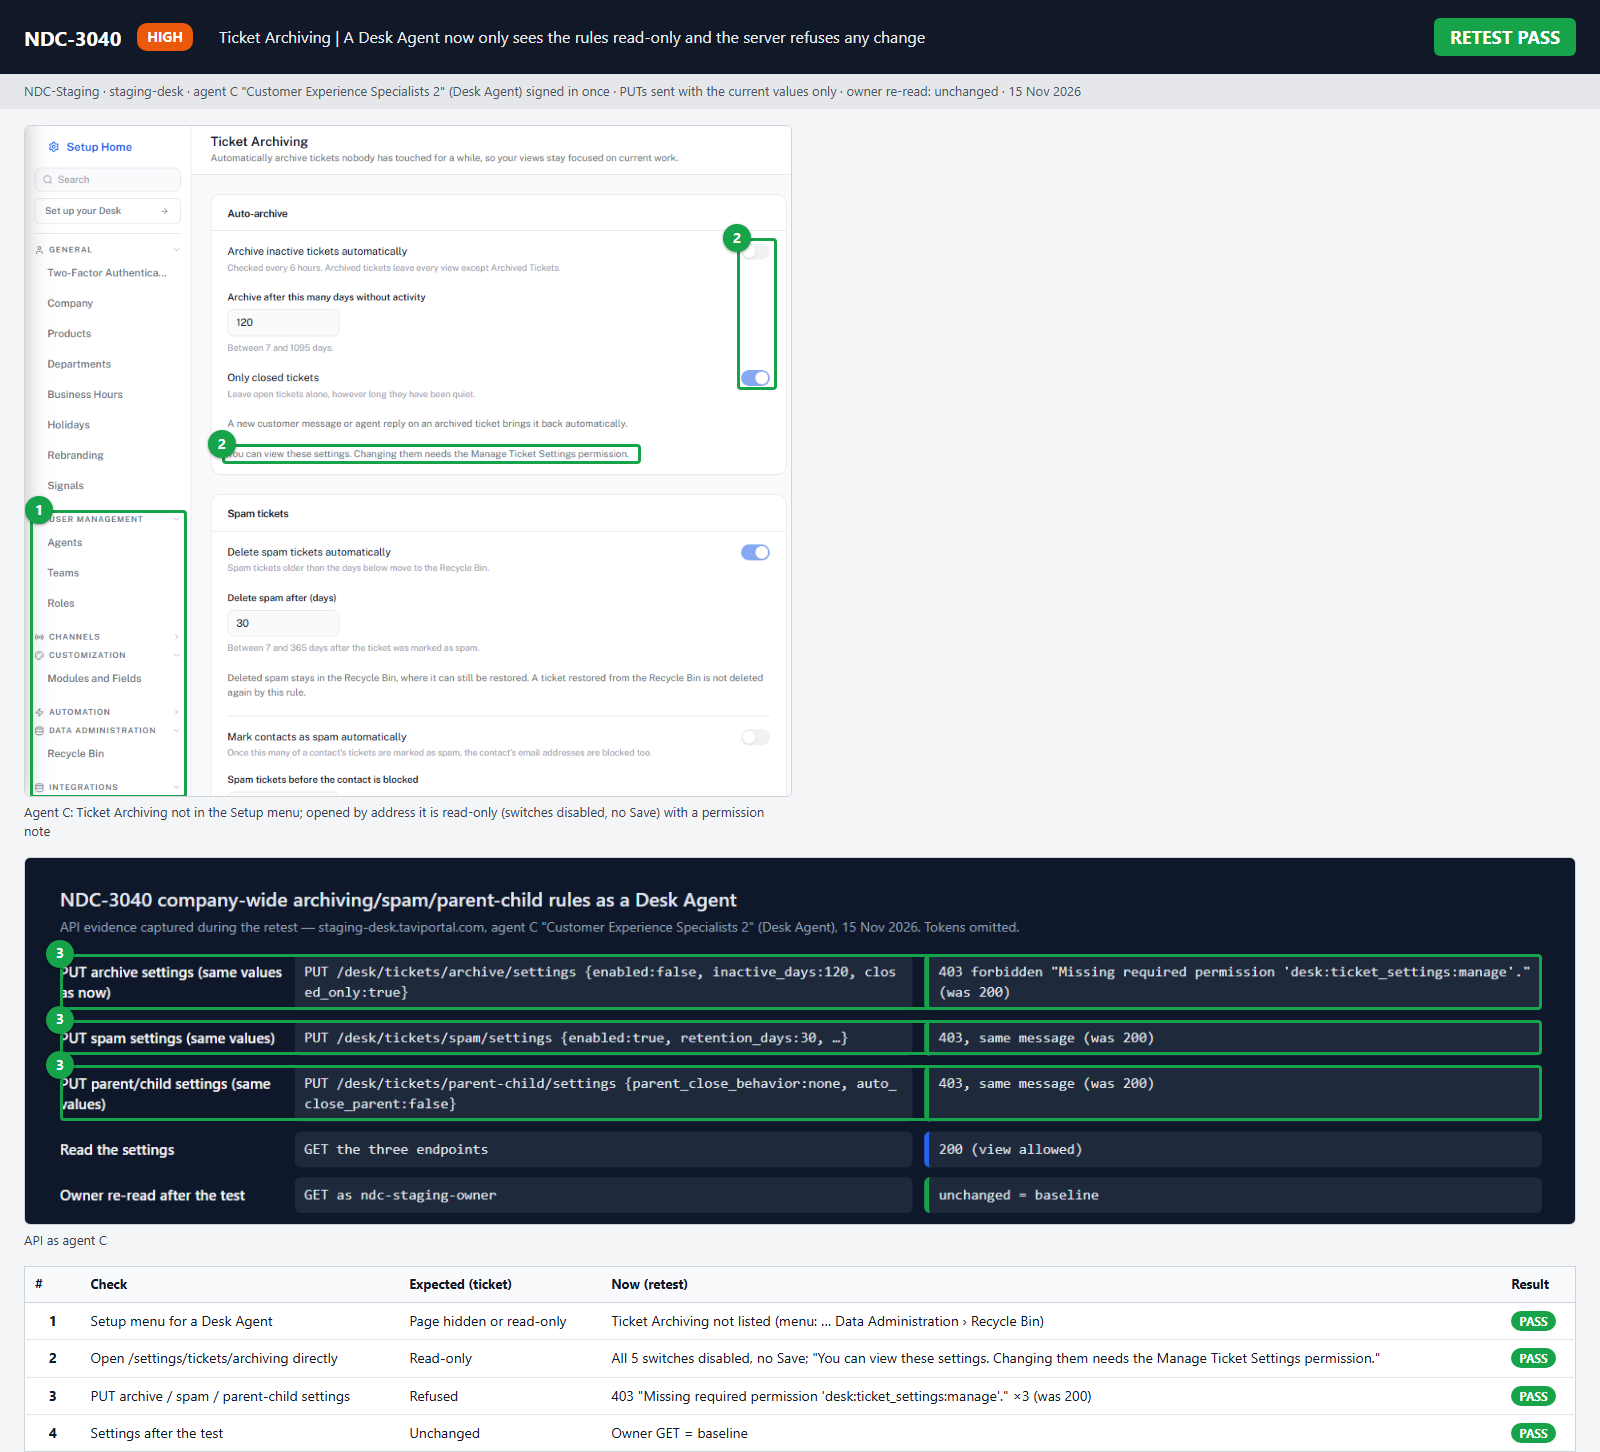 NDC-3040
HIGH
Ticket Archiving | A Desk Agent now only sees the rules read-only and the server refuses any change
RETEST PASS
NDC-Staging · staging-desk · agent C "Customer Experience Specialists 2" (Desk Agent) signed in once · PUTs sent with the current values only · owner re-read: unchanged · 15 Nov 2026
Setup Home
Search
Set up your Desk
GENERAL
Two-Factor Authentica...
Company
Products
Departments
Business Hours
Holidays
Rebranding
Signals
1
USER MANAGEMENT
Agents
Teams
Roles
CHANNELS
CUSTOMIZATION
Modules and Fields
AUTOMATION
DATA ADMINISTRATION
Recycle Bin
INTEGRATIONS
Ticket Archiving
Automatically archive tickets nobody has touched for a while, so your views stay focused on current work.
Auto-archive
2
Archive inactive tickets automatically
Checked every 6 hours. Archived tickets leave every view except Archived Tickets.
Archive after this many days without activity
120
Between 7 and 1095 days.
Only closed tickets
Leave open tickets alone, however long they have been quiet.
A new customer message or agent reply on an archived ticket brings it back automatically.
2
You can view these settings. Changing them needs the Manage Ticket Settings permission.
Spam tickets
Delete spam tickets automatically
Spam tickets older than the days below move to the Recycle Bin.
Delete spam after (days)
30
Between 7 and 365 days after the ticket was marked as spam.
Deleted spam stays in the Recycle Bin, where it can still be restored. A ticket restored from the Recycle Bin is not deleted
again by this rule.
Mark contacts as spam automatically
Once this many of a contact's tickets are marked as spam, the contact's email addresses are blocked too.
Spam tickets before the contact is blocked
Agent C: Ticket Archiving not in the Setup menu; opened by address it is read-only (switches disabled, no Save) with a permission
note
NDC-3040 company-wide archiving/spam/parent-child rules as a Desk Agent
API evidence captured during the retest — staging-desk.taviportal.com, agent C "Customer Experience Specialists 2" (Desk Agent), 15 Nov 2026. Tokens omitted.
3
PUT archive settings (same values
as now)
PUT /desk/tickets/archive/settings {enabled:false, inactive_days:120, clos
ed_only:true}
403 forbidden "Missing required permission 'desk:ticket_settings:manage'."
(was 200)
3
PUT spam settings (same values)
PUT /desk/tickets/spam/settings {enabled:true, retention_days:30, …}
403, same message (was 200)
3
PUT parent/child settings (same
values)
PUT /desk/tickets/parent-child/settings {parent_close_behavior:none, auto_
close_parent:false}
403, same message (was 200)
Read the settings
GET the three endpoints
200 (view allowed)
Owner re-read after the test
GET as ndc-staging-owner
unchanged = baseline
API as agent C
# Check Expected (ticket) Now (retest) Result
1 Setup menu for a Desk Agent Page hidden or read-only Ticket Archiving not listed (menu: … Data Administration › Recycle Bin) PASS
2 Open /settings/tickets/archiving directly Read-only All 5 switches disabled, no Save; "You can view these settings. Changing them needs the Manage Ticket Settings permission." PASS
3 PUT archive / spam / parent-child settings Refused 403 "Missing required permission 'desk:ticket_settings:manage'." ×3 (was 200) PASS
4 Settings after the test Unchanged Owner GET = baseline PASS